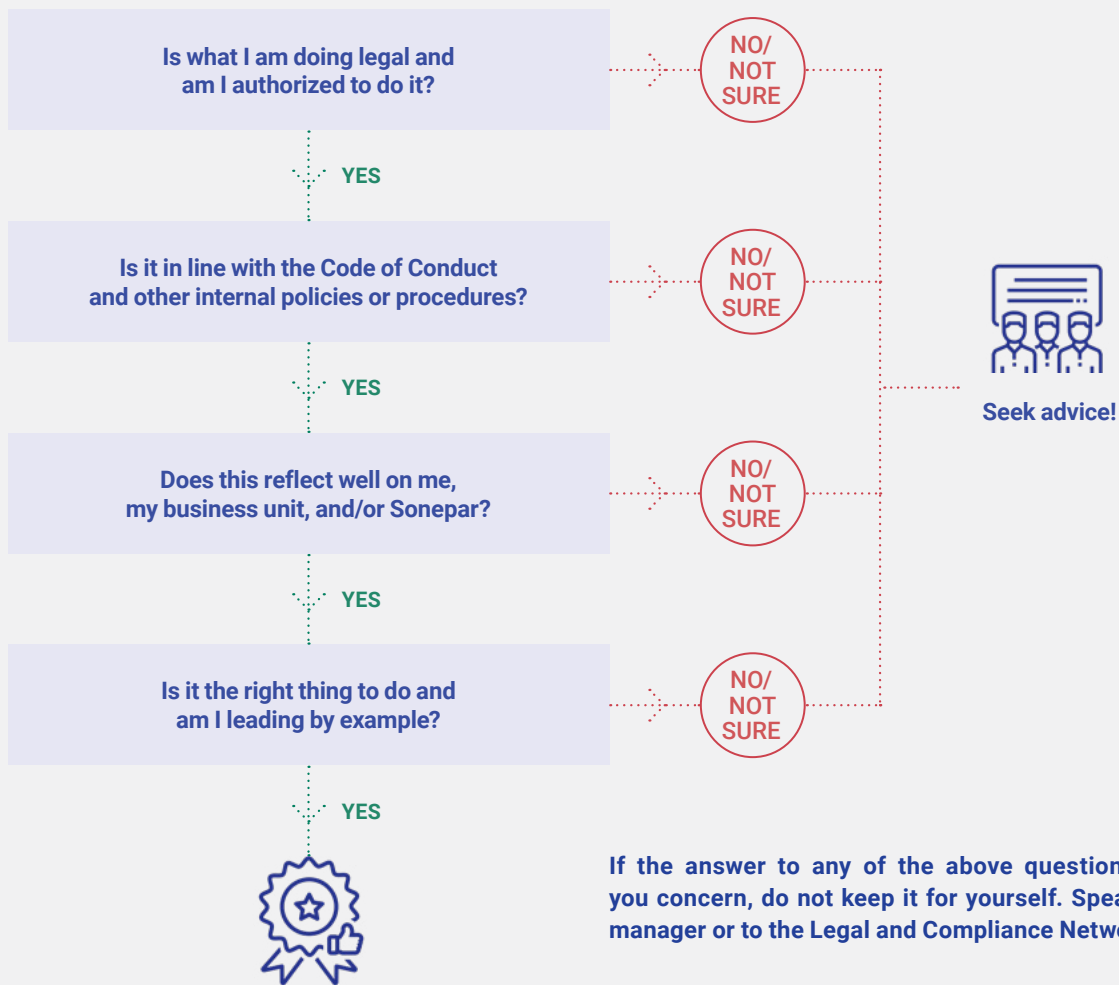 Is what I am doing legal and
am I authorized to do it?
NO/
NOT
SURE
YES
Is it in line with the Code of Conduct
and other internal policies or procedures?
NO/
NOT
SURE
Seek advice!
YES
Does this reflect well on me,
my business unit, and/or Sonepar?
NO/
NOT
SURE
YES
Is it the right thing to do and
am I leading by example?
NO/
NOT
SURE
YES
If the answer to any of the above question
you concern, do not keep it for yourself. Spea
manager or to the Legal and Compliance Netw